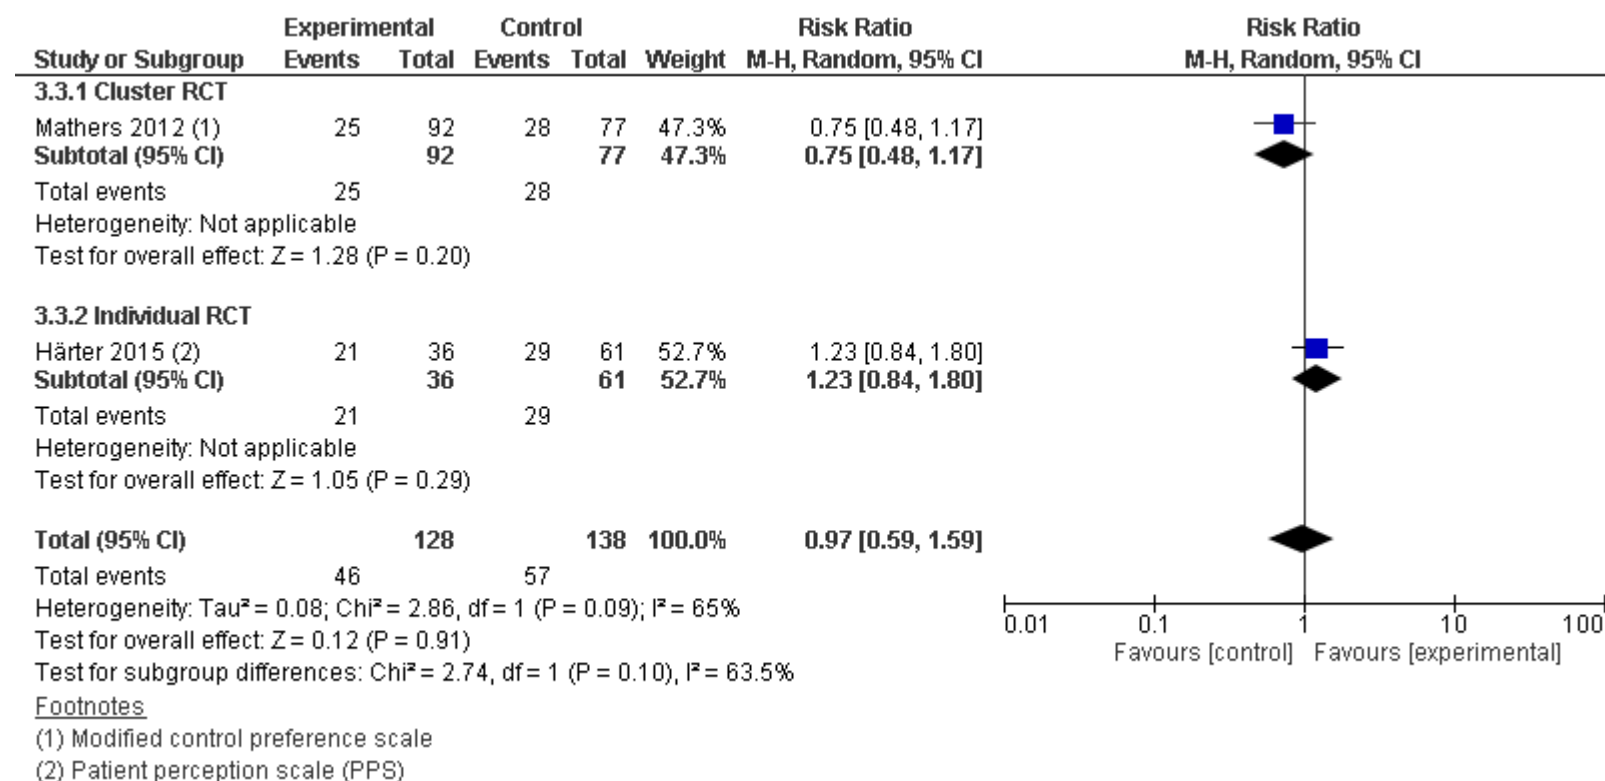 Experimental Control Risk Ratio Risk Ratio
Study or Subgroup Events Total Events Total Weight M-H, Random, 95% CI M-H, Random, 95% CI
3.3.1 Cluster RCT
Mathers 2012 (1) 25 92 28 77 47.3% 0.75 [0.48, 1.17]
Subtotal (95% CI) 92 77 47.3% 0.75 [0.48, 1.17]
Total events 25 28
Heterogeneity: Not applicable
Test for overall effect: Z = 1.28 (P = 0.20)
3.3.2 Individual RCT
Härter 2015 (2) 21 36 29 61 52.7% 1.23 [0.84, 1.80]
Subtotal (95% CI) 36 61 52.7% 1.23 [0.84, 1.80]
Total events 21 29
Heterogeneity: Not applicable
Test for overall effect: Z = 1.05 (P = 0.29)
Total (95% CI) 128 138 100.0% 0.97 [0.59, 1.59]
Total events 46 57
Heterogeneity: Tau² = 0.08; Chi² = 2.86, df = 1 (P = 0.09); I² = 65%
Test for overall effect: Z = 0.12 (P = 0.91)
Test for subgroup differences: Chi² = 2.74, df = 1 (P = 0.10), I² = 63.5%
0.01 0.1 1 10 100
Favours [control] Favours [experimental]
Footnotes
(1) Modified control preference scale
(2) Patient perception scale (PPS)